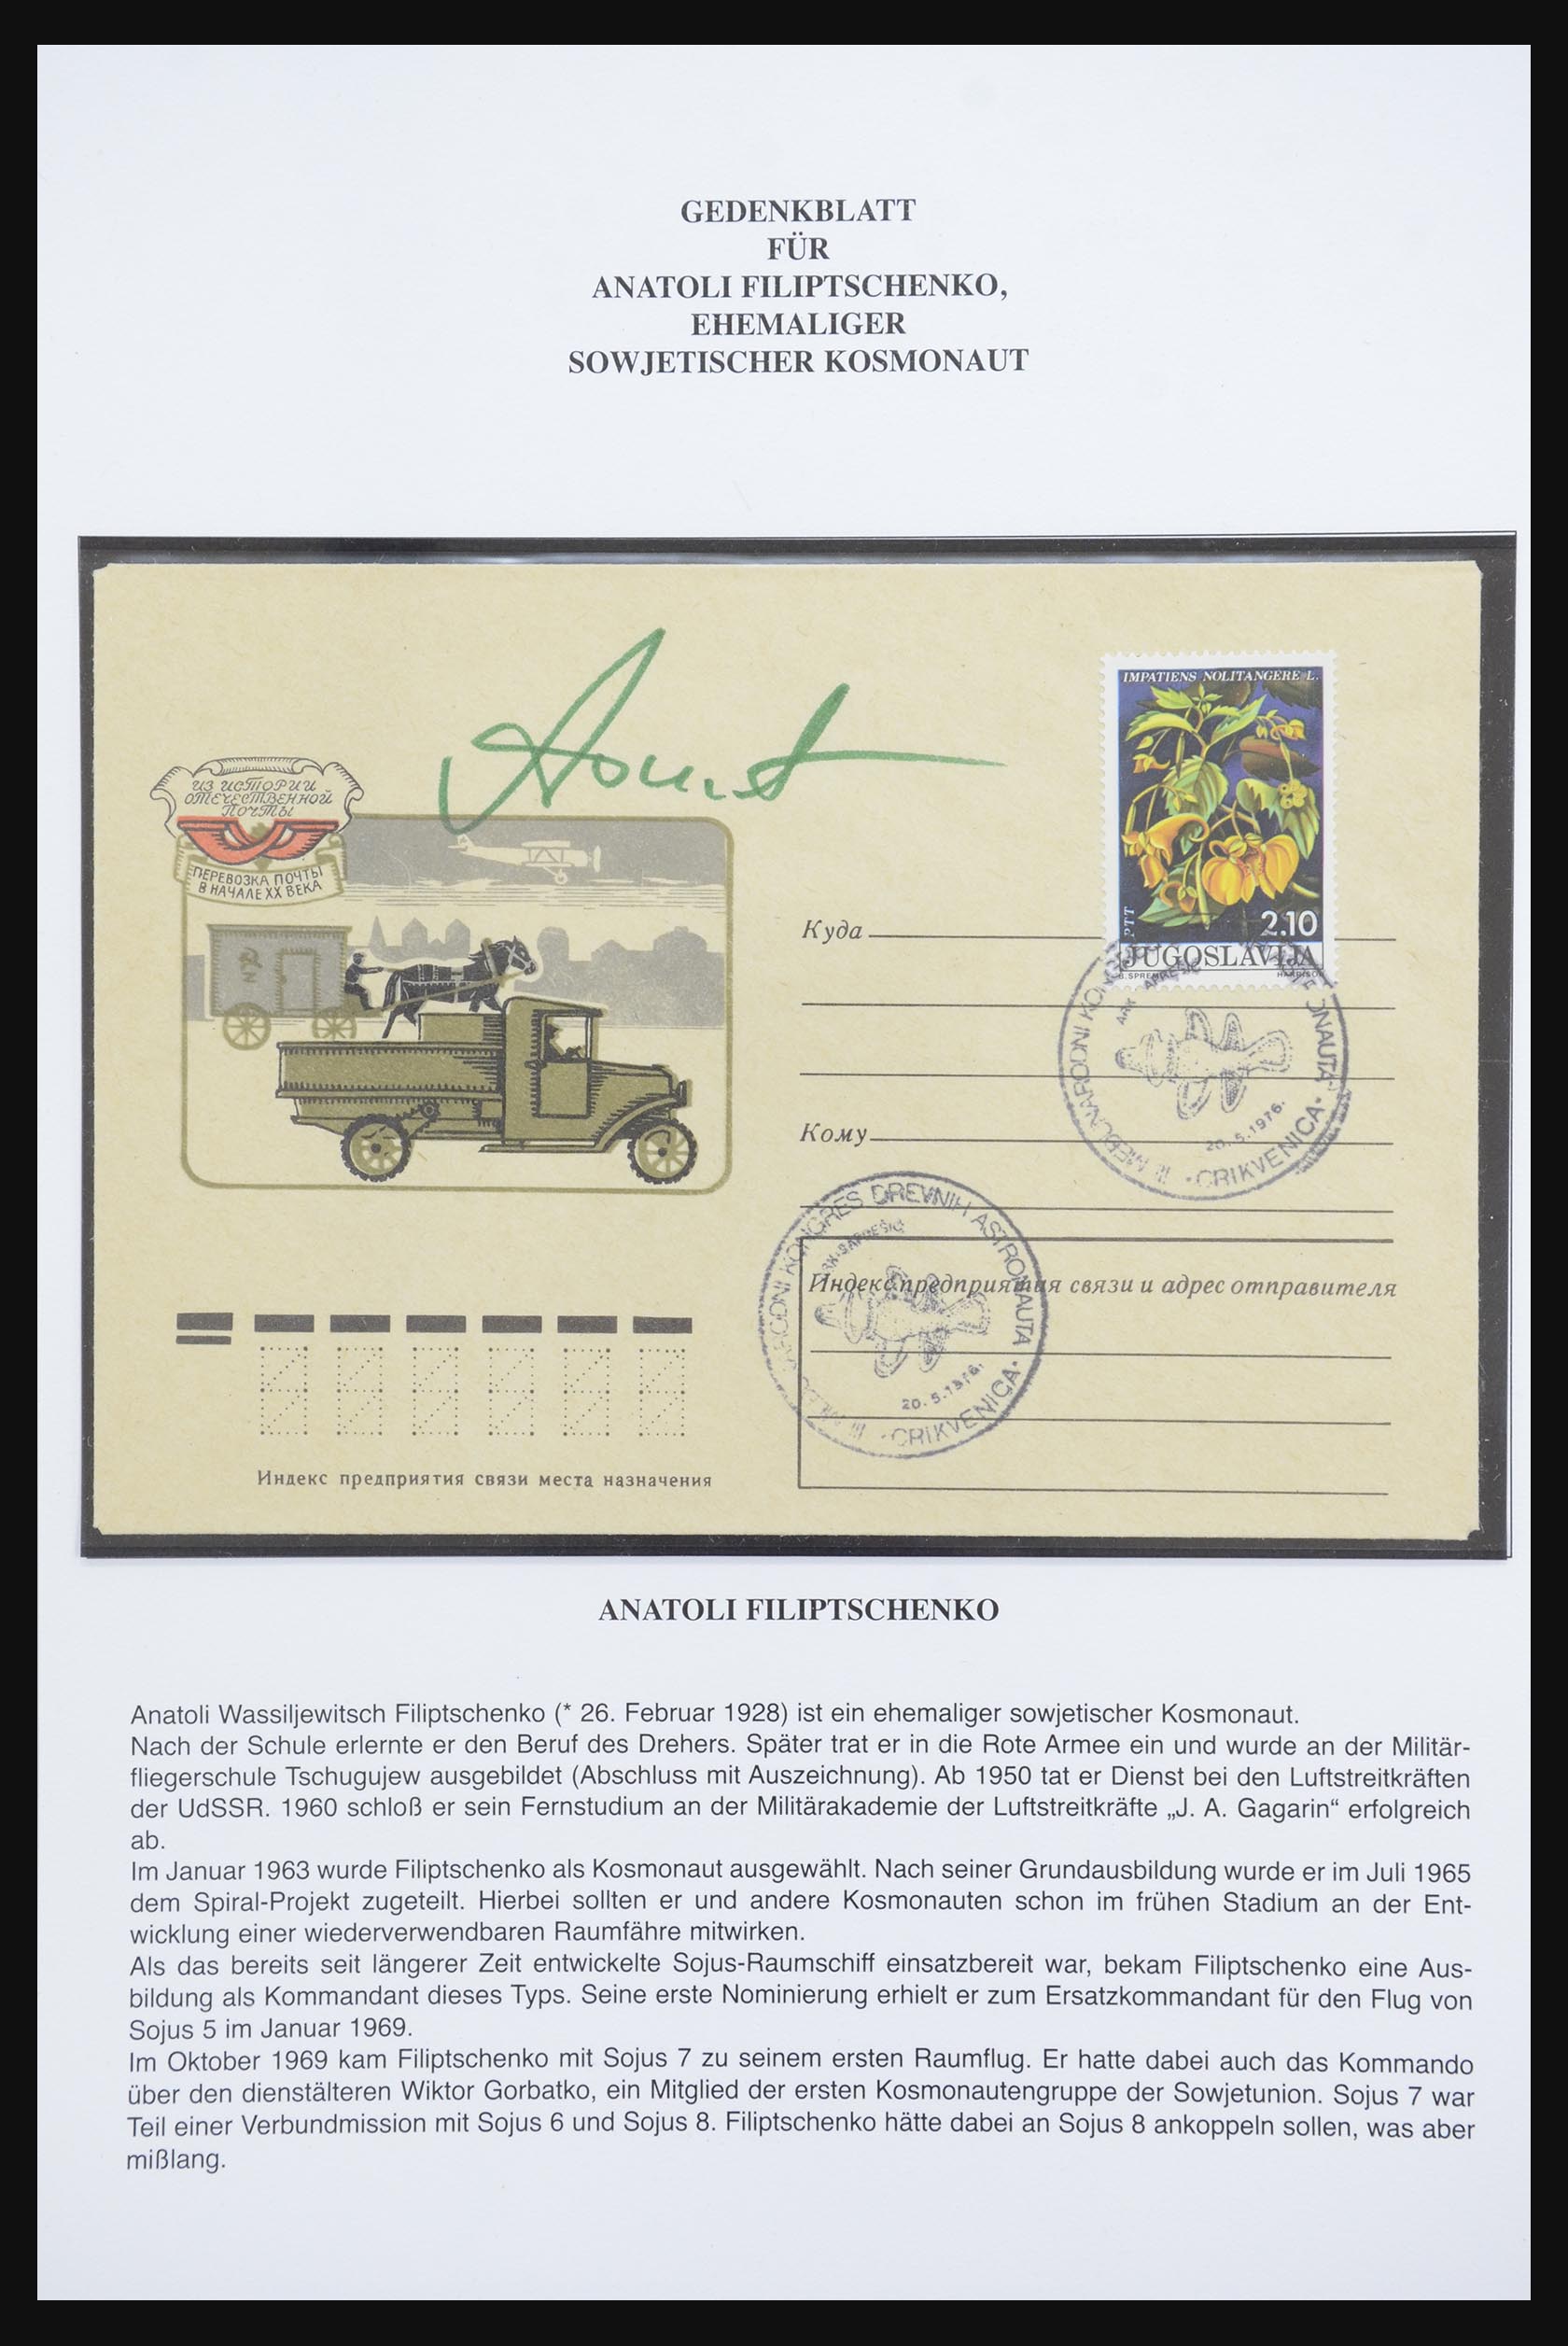 GEDENKBLATT
FÜR
ANATOLI FILIPTSCHENKO,
EHEMALIGER
SOWJETISCHER KOSMONAUT
IMPATIENS NOLITANGERE L.
PTT
2.10
JUGOSLAVIJA
ИЗ ИСТОРИИ
ОТЕЧЕСТВЕННОЙ
ПОЧТЫ
ПЕРЕВОЗКА ПОЧТЫ
В НАЧАЛЕ XX ВЕКА
Куда
20.5.1976.
•CRIKVENICA•
Кому
KONGRES DREVNIH ASTRONAUTA
20.5.1976.
•CRIKVENICA•
Индекс предприятия связи и адрес отправителя
Индекс предприятия связи места назначения
ANATOLI FILIPTSCHENKO
Anatoli Wassiljewitsch Filiptschenko (* 26. Februar 1928) ist ein ehemaliger sowjetischer Kosmonaut.
Nach der Schule erlernte er den Beruf des Drehers. Später trat er in die Rote Armee ein und wurde an der Militär-
fliegerschule Tschugujew ausgebildet (Abschluss mit Auszeichnung). Ab 1950 tat er Dienst bei den Luftstreitkräften
der UdSSR. 1960 schloß er sein Fernstudium an der Militärakademie der Luftstreitkräfte „J. A. Gagarin“ erfolgreich
ab.
Im Januar 1963 wurde Filiptschenko als Kosmonaut ausgewählt. Nach seiner Grundausbildung wurde er im Juli 1965
dem Spiral-Projekt zugeteilt. Hierbei sollten er und andere Kosmonauten schon im frühen Stadium an der Ent-
wicklung einer wiederverwendbaren Raumfähre mitwirken.
Als das bereits seit längerer Zeit entwickelte Sojus-Raumschiff einsatzbereit war, bekam Filiptschenko eine Aus-
bildung als Kommandant dieses Typs. Seine erste Nominierung erhielt er zum Ersatzkommandant für den Flug von
Sojus 5 im Januar 1969.
Im Oktober 1969 kam Filiptschenko mit Sojus 7 zu seinem ersten Raumflug. Er hatte dabei auch das Kommando
über den dienstälteren Wiktor Gorbatko, ein Mitglied der ersten Kosmonautengruppe der Sowjetunion. Sojus 7 war
Teil einer Verbundmission mit Sojus 6 und Sojus 8. Filiptschenko hätte dabei an Sojus 8 ankoppeln sollen, was aber
mißlang.